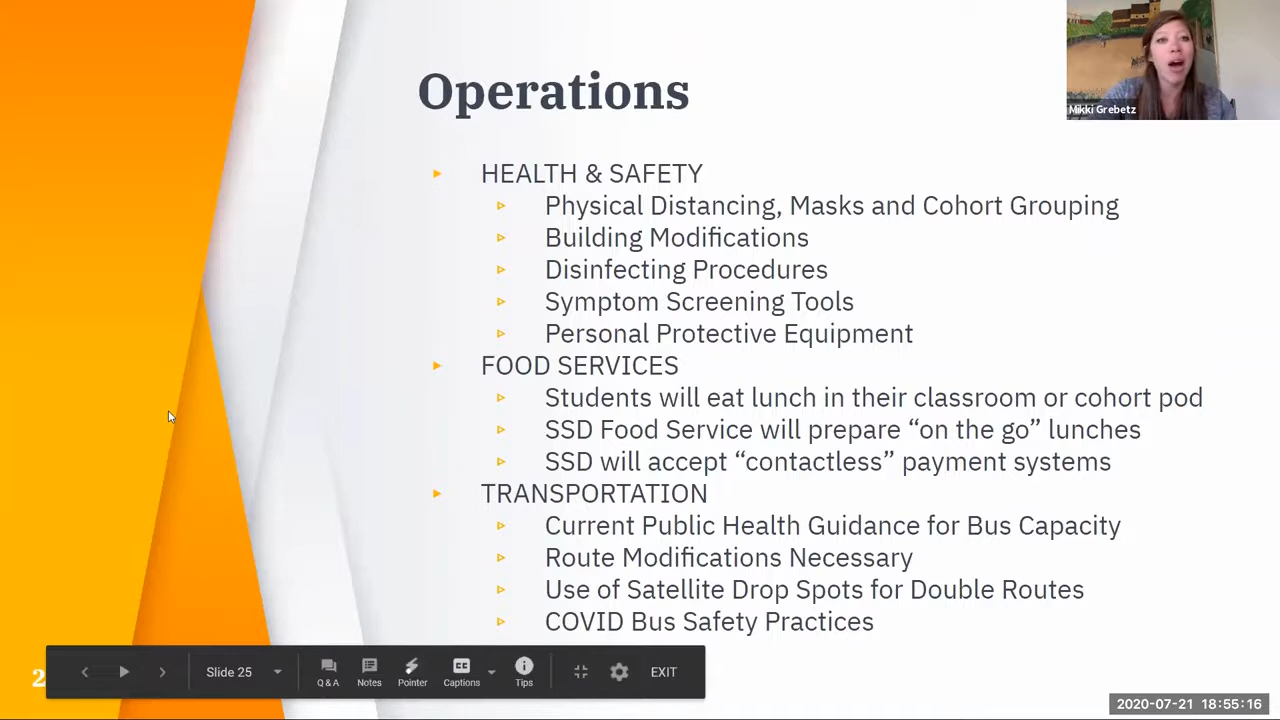 Operations
Mikki Grebetz
HEALTH & SAFETY
Physical Distancing, Masks and Cohort Grouping
Building Modifications
Disinfecting Procedures
Symptom Screening Tools
Personal Protective Equipment
FOOD SERVICES
Students will eat lunch in their classroom or cohort pod
SSD Food Service will prepare “on the go” lunches
SSD will accept “contactless” payment systems
TRANSPORTATION
Current Public Health Guidance for Bus Capacity
Route Modifications Necessary
Use of Satellite Drop Spots for Double Routes
COVID Bus Safety Practices
2
Slide 25
Q & A
Notes
Pointer
CC
Captions
Tips
EXIT
2020-07-21 18:55:16